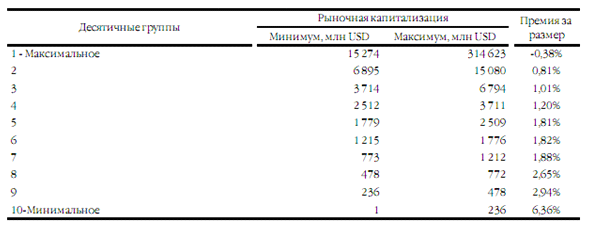 Десятичные группы Рыночная капитализация Премия за размер
Минимум, млн USD Максимум, млн USD
1 - Максимальное 15 274 314 623 -0,38%
2 6 895 15 080 0,81%
3 3 714 6 794 1,01%
4 2 512 3 711 1,20%
5 1 779 2 509 1,81%
6 1 215 1 776 1,82%
7 773 1 212 1,88%
8 478 772 2,65%
9 236 478 2,94%
10-Минимальное 1 236 6,36%